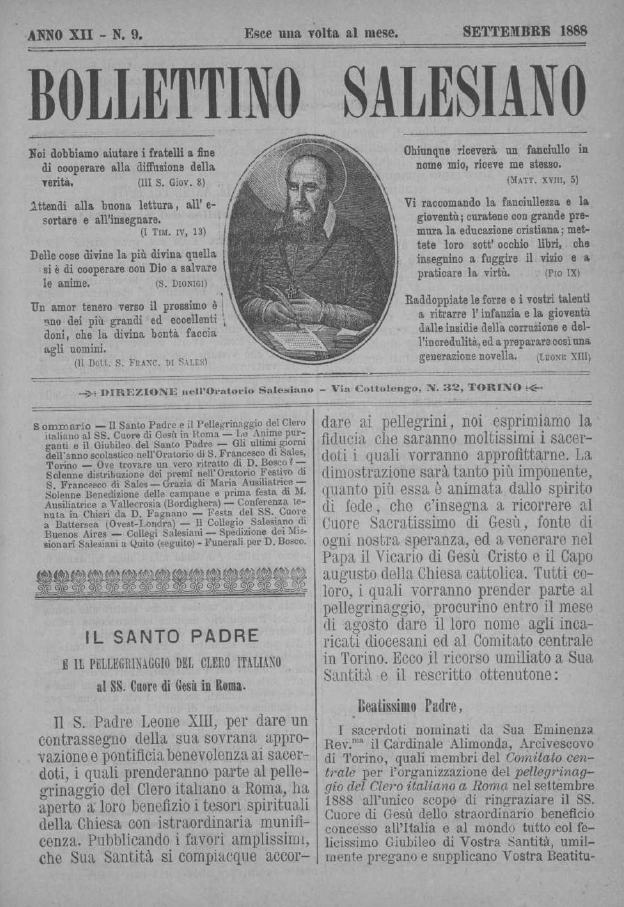 ANNO XII – N. 9.
Esce una volta al mese.
SETTEMBRE 1888
BOLLETTINO SALESIANO
Noi dobbiamo aiutare i fratelli a fine
di cooperare alla diffusione della
verità. (III S. Giov. 8)
Attendi alla buona lettura, all' e-
sortare e all'insegnare.
(I Tim. IV, 13)
Delle cose divine la più divina quella
si è di cooperare con Dio a salvare
le anime. (S. Dionigi)
Un amor tenero verso il prossimo è
uno dei più grandi ed eccellenti
doni, che la divina bontà faccia
agli uomini.
(Il Dott. S. Franc. di Sales)
Chiunque riceverà un fanciullo in
nome mio, riceve me stesso.
(Matt. XVIII, 5)
Vi raccomando la fanciullezza e la
gioventù; curatene con grande pre-
mura la educazione cristiana; met-
tete loro sott' occhio libri, che
insegnino a fuggire il vizio e a
praticare la virtù. (Pio IX)
Raddoppiate le forze e i vostri talenti
a ritrarre l' infanzia e la gioventù
dalle insidie della corruzione e del-
l'incredulità, ed a preparare così una
generazione novella. (Leone XIII)
DIREZIONE nell'Oratorio Salesiano – Via Cottolengo, N. 32, TORINO
Sommario — Il Santo Padre e il Pellegrinaggio del Clero
italiano al SS. Cuore di Gesù in Roma — Le Anime pur-
ganti e il Giubileo del Santo Padre — Gli ultimi giorni
dell'anno scolastico nell'Oratorio di S. Francesco di Sales,
Torino — Ove trovare un vero ritratto di D. Bosco? —
Solenne distribuzione dei premi nell'Oratorio Festivo di
S. Francesco di Sales — Grazia di Maria Ausiliatrice —
Solenne Benedizione delle campane e prima festa di M.
Ausiliatrice a Vallecrosia (Bordighera) — Conferenza te-
nuta in Chieri da D. Fagnano — Festa del SS. Cuore
a Battersea (Ovest-Londra) — Il Collegio Salesiano di
Buenos Aires — Collegi Salesiani — Spedizione dei Mis-
sionari Salesiani a Quito (seguito) - Funerali per D. Bosco.
IL SANTO PADRE
E IL PELLEGRINAGGIO DEL CLERO ITALIANO
al SS. Cuore di Gesù in Roma.
Il S. Padre Leone XIII, per dare un
contrassegno della sua sovrana appro-
vazione e pontificia benevolenza ai sacer-
doti, i quali prenderanno parte al pelle-
grinaggio del Clero italiano a Roma, ha
aperto a loro benefizio i tesori spirituali
della Chiesa con istraordinaria munifi-
cenza. Pubblicando i favori amplissimi,
che Sua Santità si compiacque accor-
dare ai pellegrini, noi esprimiamo la
fiducia che saranno moltissimi i sacer-
doti i quali vorranno approfittarne. La
dimostrazione sarà tanto più imponente,
quanto più essa è animata dallo spirito
di fede, che c'insegna a ricorrere al
Cuore Sacratissimo di Gesù, fonte di
ogni nostra speranza, ed a venerare nel
Papa il Vicario di Gesù Cristo e il Capo
augusto della Chiesa cattolica. Tutti co-
loro, i quali vorranno prender parte al
pellegrinaggio, procurino entro il mese
di agosto dare il loro nome agli inca-
ricati diocesani ed al Comitato centrale
in Torino. Ecco il ricorso umiliato a Sua
Santità e il rescritto ottenutone:
Beatissimo Padre,
I sacerdoti nominati da Sua Eminenza
Rev.ma il Cardinale Alimonda, Arcivescovo
di Torino, quali membri del Comitato cen-
trale per l'organizzazione del pellegrinag-
gio del Clero italiano a Roma nel settembre
1888 all'unico scopo di ringraziare il SS.
Cuore di Gesù dello straordinario beneficio
concesso all'Italia e al mondo tutto col fe-
licissimo Giubileo di Vostra Santità, umil-
mente pregano e supplicano Vostra Beatitu-